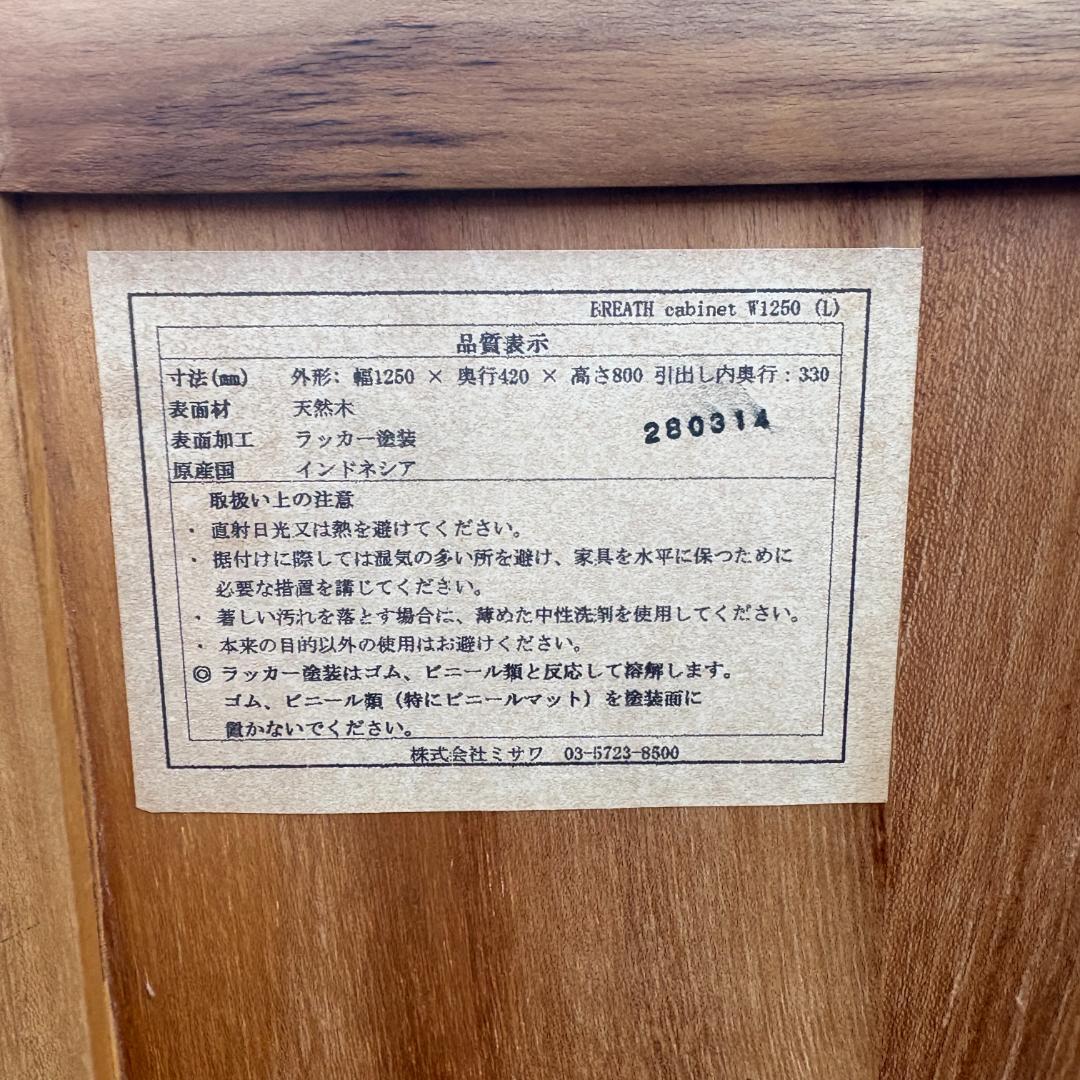 BREATH cabinet W1250 (L)
品質表示
寸法(mm) 外形: 幅1250 × 奥行420 × 高さ800 引出し内奥行:330
表面材 天然木
280314
表面加工 ラッカー塗装
原産国 インドネシア
取扱い上の注意
・ 直射日光又は熱を避けてください。
・ 据付けに際しては湿気の多い所を避け、家具を水平に保つために
必要な措置を講じてください。
・ 著しい汚れを落とす場合は、薄めた中性洗剤を使用してください。
・ 本来の目的以外の使用はお避けください。
◎ ラッカー塗装はゴム、ビニール類と反応して溶解します。
ゴム、ビニール類(特にビニールマット)を塗装面に
置かないでください。
株式会社ミサワ 03-5723-8500